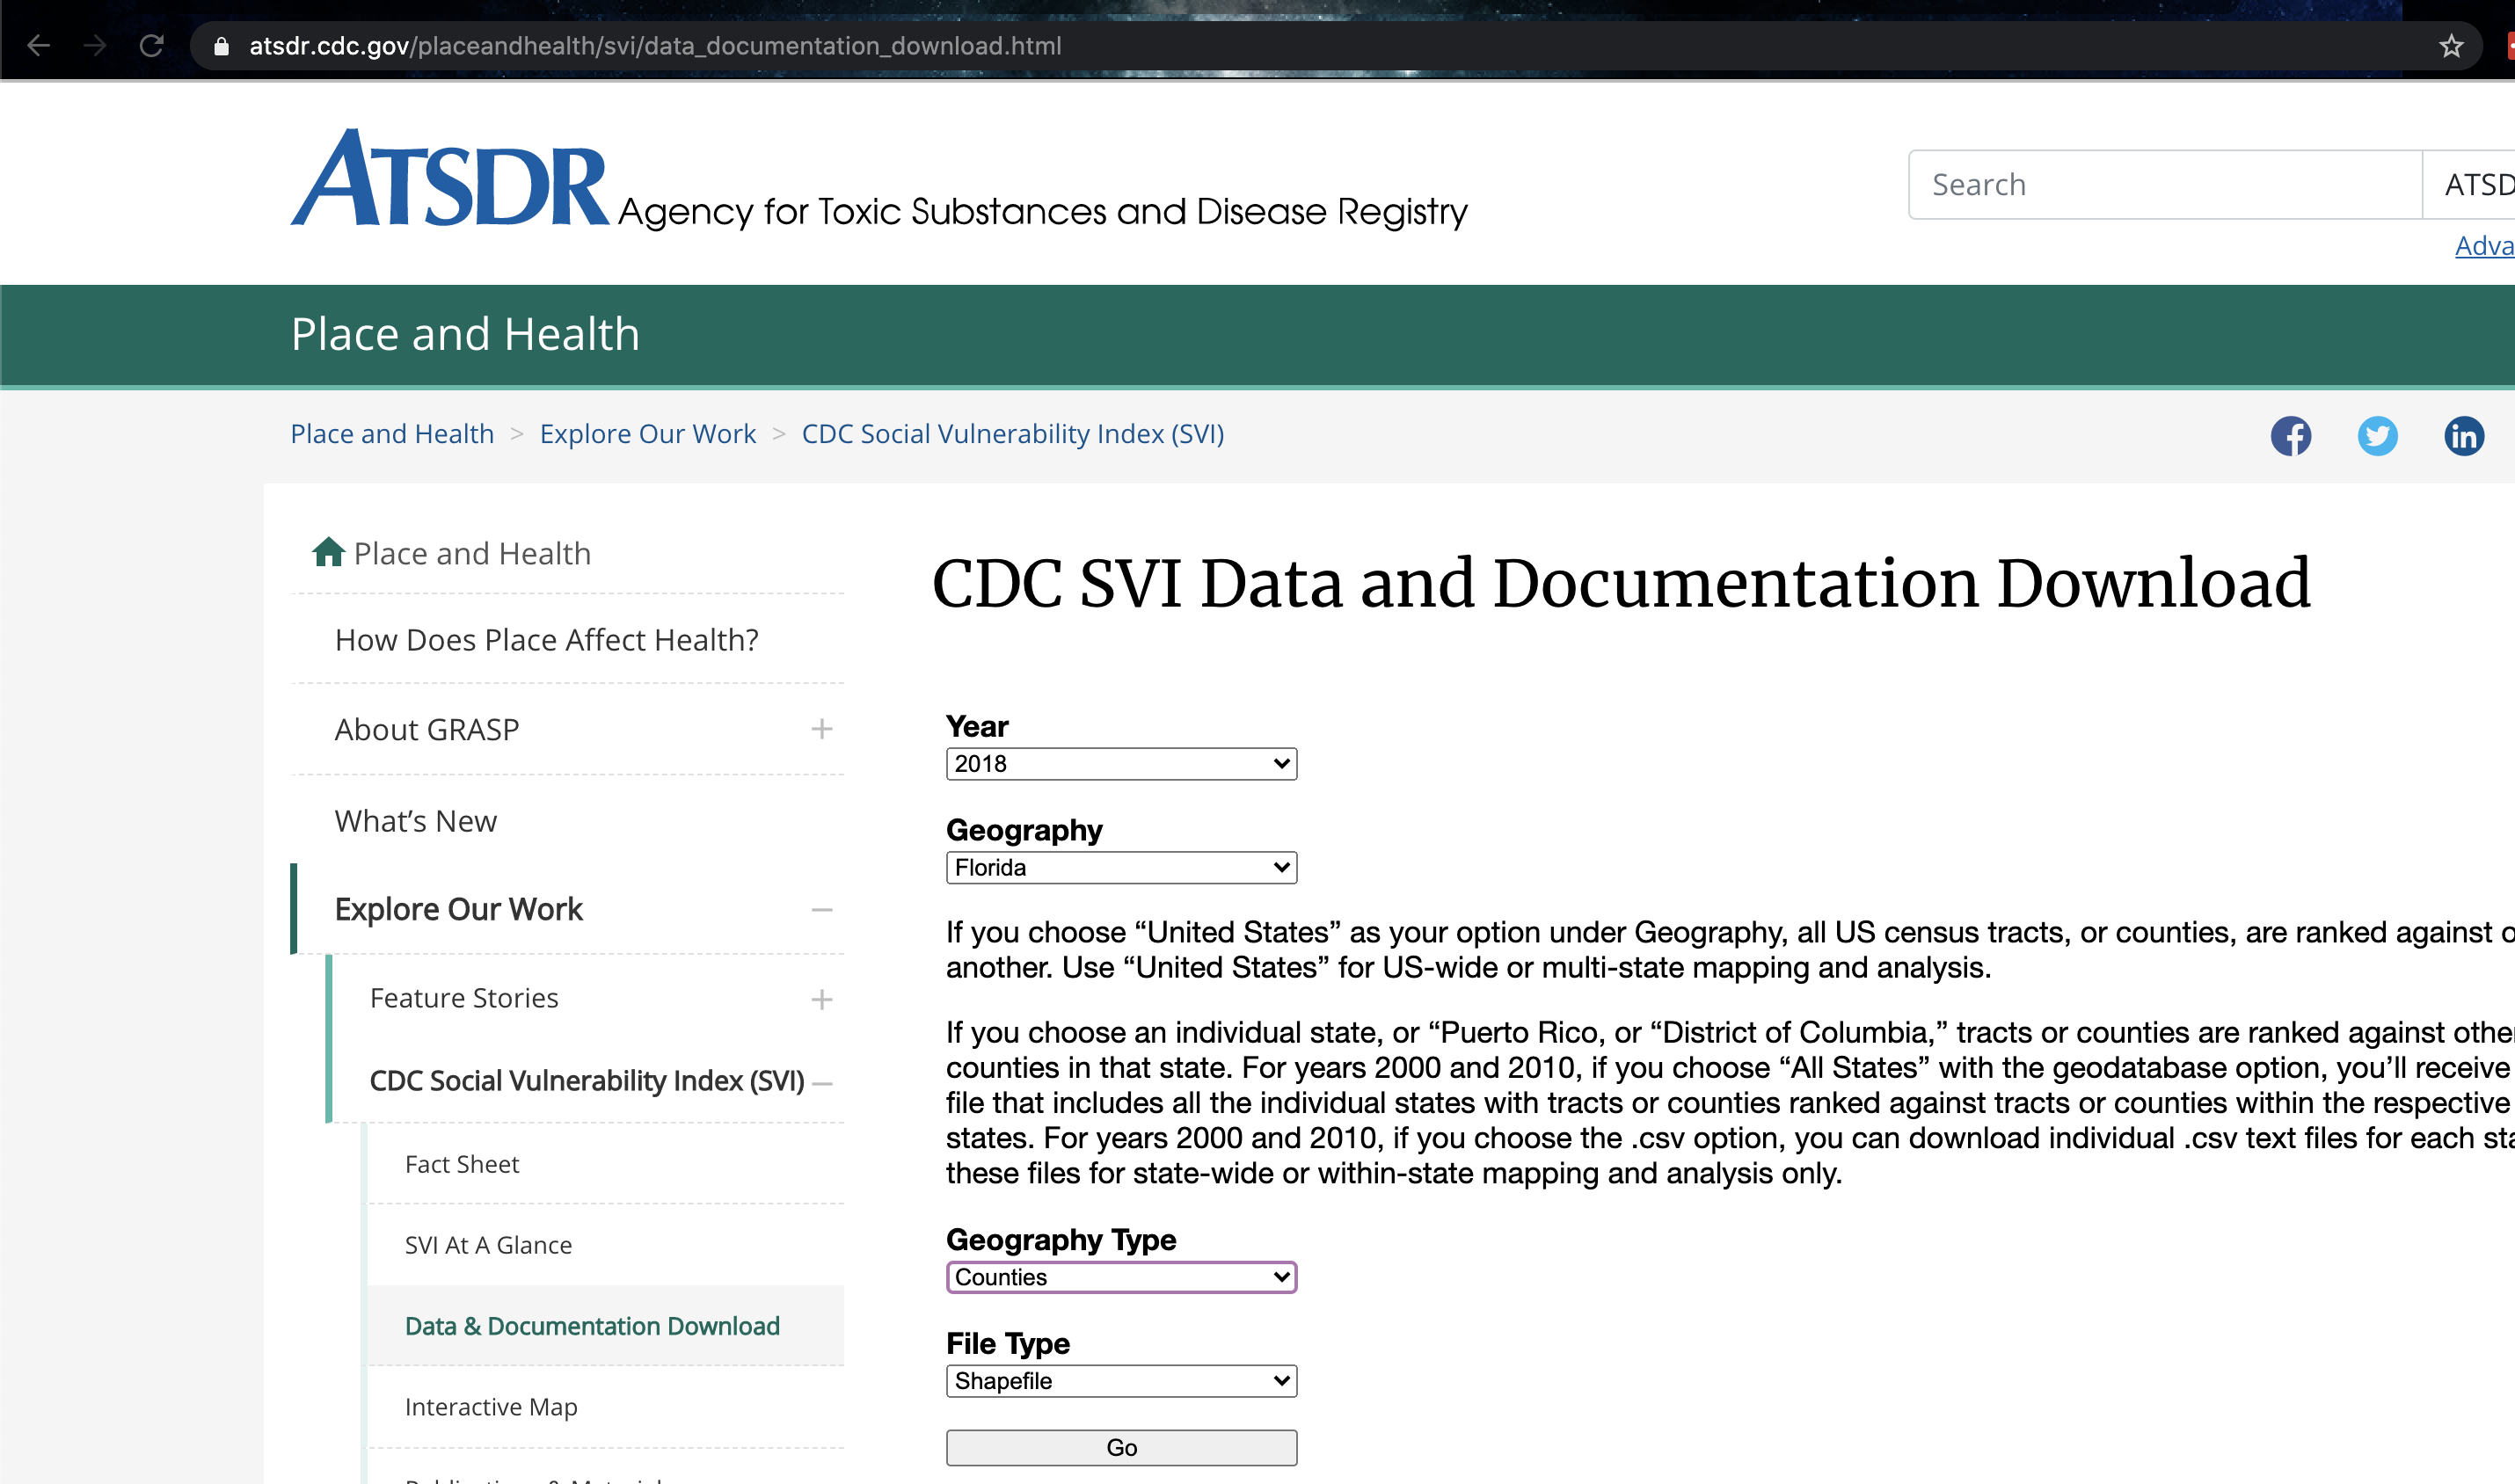 atsdr.cdc.gov/placeandhealth/svi/data_documentation_download.html
ATSDR Agency for Toxic Substances and Disease Registry
Search
Place and Health
Place and Health > Explore Our Work > CDC Social Vulnerability Index (SVI)
Place and Health
How Does Place Affect Health?
About GRASP
What’s New
Explore Our Work
Feature Stories
CDC Social Vulnerability Index (SVI)
Fact Sheet
SVI At A Glance
Data & Documentation Download
Interactive Map
CDC SVI Data and Documentation Download
Year
2018
Geography
Florida
If you choose “United States” as your option under Geography, all US census tracts, or counties, are ranked against
another. Use “United States” for US-wide or multi-state mapping and analysis.
If you choose an individual state, or “Puerto Rico, or “District of Columbia,” tracts or counties are ranked against
counties in that state. For years 2000 and 2010, if you choose “All States” with the geodatabase option, you’ll receive
file that includes all the individual states with tracts or counties ranked against tracts or counties within the respective
states. For years 2000 and 2010, if you choose the .csv option, you can download individual .csv text files for each
these files for state-wide or within-state mapping and analysis only.
Geography Type
Counties
File Type
Shapefile
Go